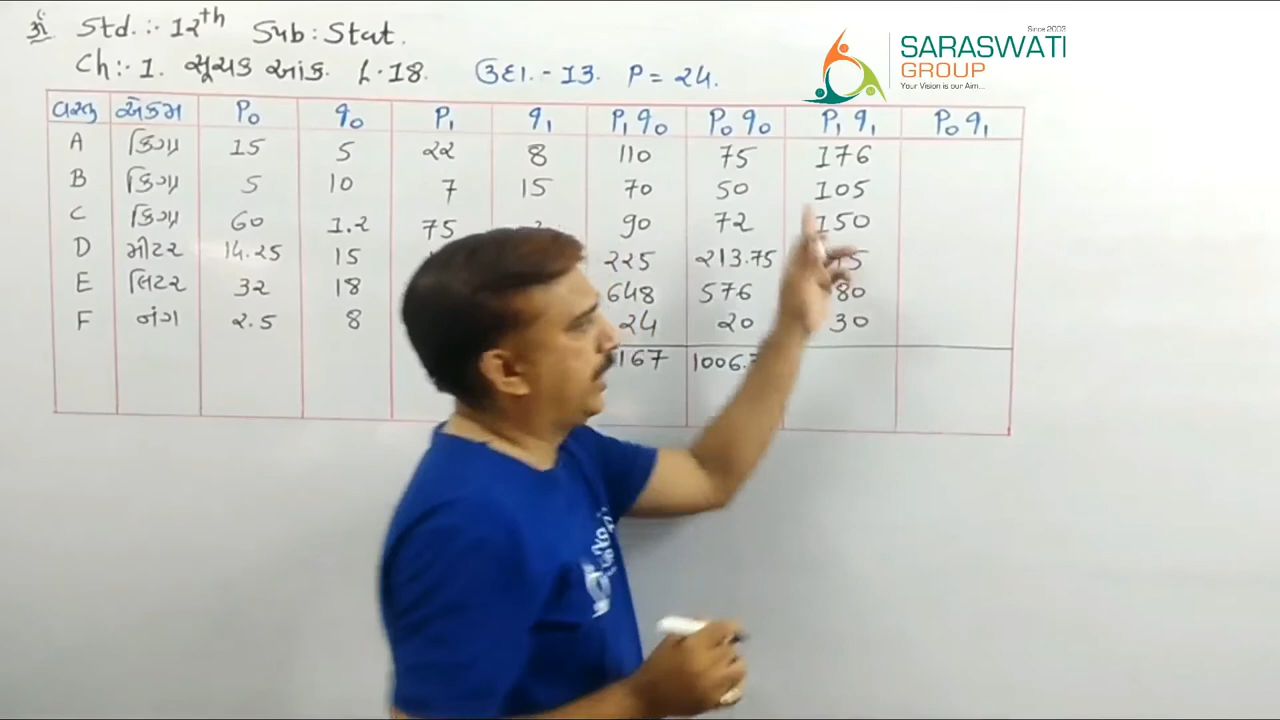 ૐ Std. :- 12th Sub : Stat.
Ch :- 1. સૂચક આંક L. 18. ઉદા. - 13. P = 24.
Since 2003
SARASWATI
GROUP
Your Vision is our Aim...
વસ્તુ એકમ P₀ q₀ P₁ q₁ P₁q₀ P₀q₀ P₁q₁ P₀q₁
A કિગ્રા 15 5 22 8 110 75 176
B કિગ્રા 5 10 7 15 70 50 105
C કિગ્રા 60 1.2 75 90 72 150
D મીટર 14.25 15 225 213.75
E લિટર 32 18 648 576
F નંગ 2.5 8 24 20 30
167 1006.